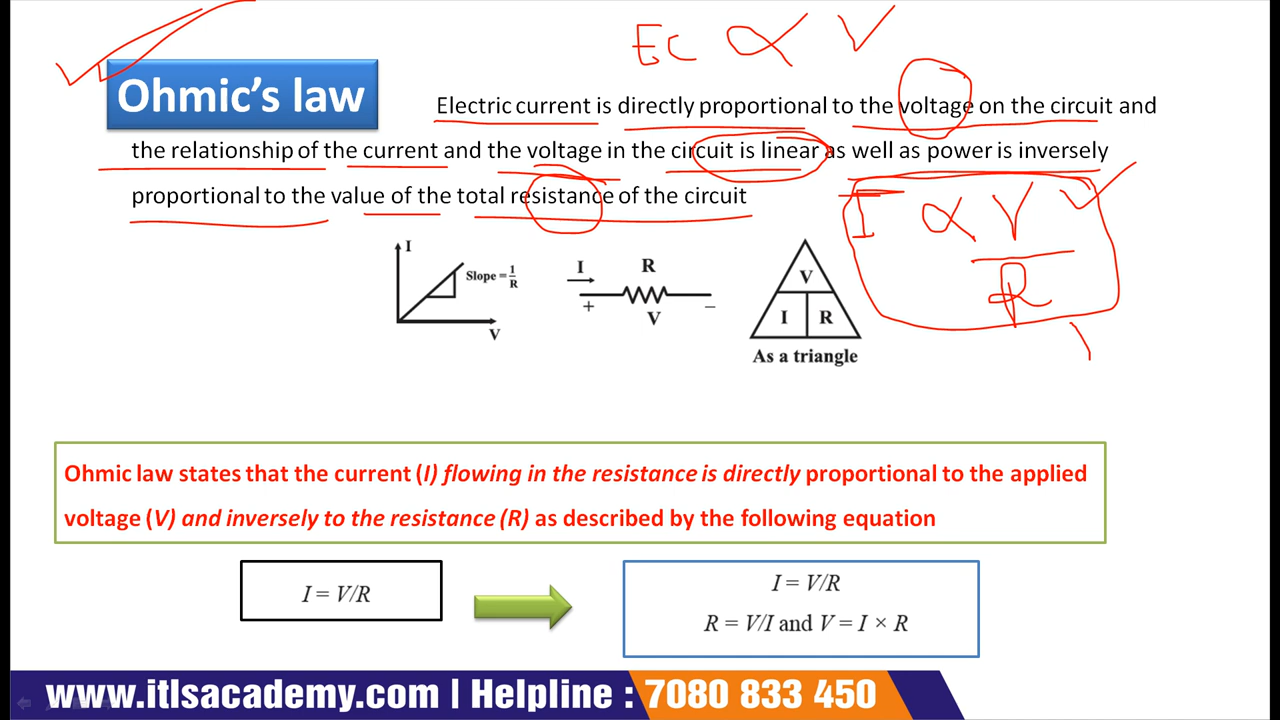 EC ∝ V
Ohmic's law
Electric current is directly proportional to the voltage on the circuit and
the relationship of the current and the voltage in the circuit is linear as well as power is inversely
proportional to the value of the total resistance of the circuit
I ∝ V
R
I
Slope = 1/R
V
I
R
+
−
V
V
I R
As a triangle
Ohmic law states that the current (I) flowing in the resistance is directly proportional to the applied
voltage (V) and inversely to the resistance (R) as described by the following equation
I = V/R
I = V/R
R = V/I and V = I × R
www.itlsacademy.com | Helpline : 7080 833 450